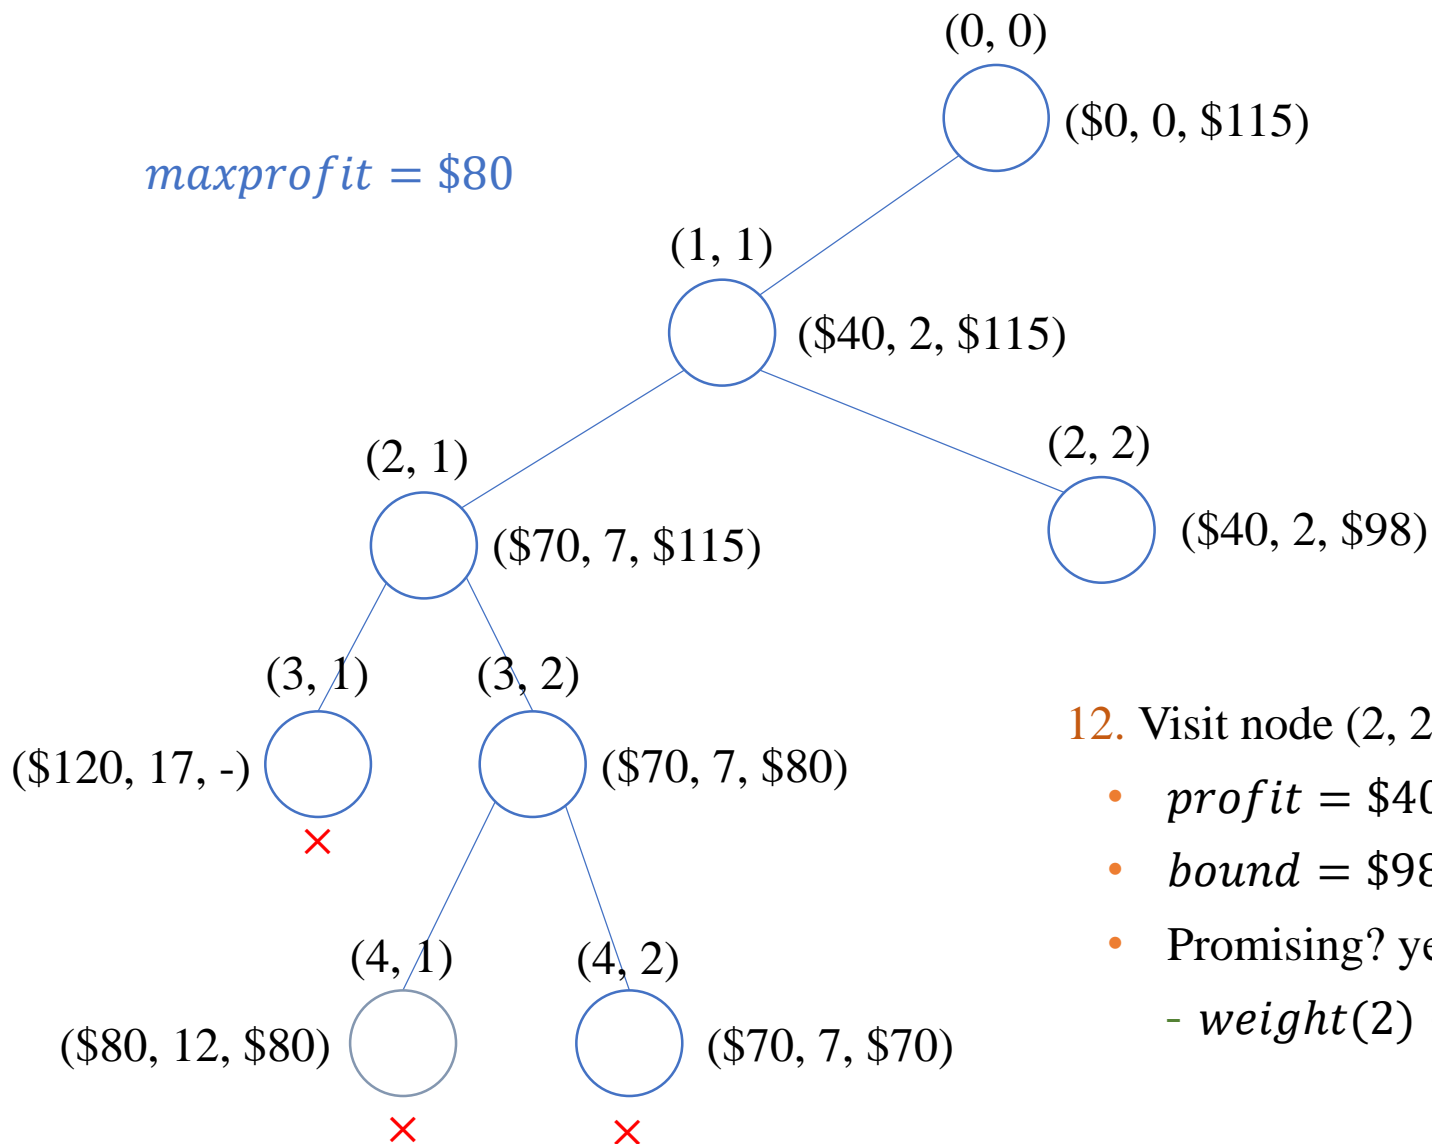 (0, 0)
($0, 0, $115)
maxprofit = $80
(1, 1)
($40, 2, $115)
(2, 1)
(2, 2)
($70, 7, $115)
($40, 2, $98)
(3, 1)
(3, 2)
($120, 17, -)
($70, 7, $80)
×
12. Visit node (2, 2
• profit = $40
• bound = $98
• Promising? ye
- weight(2)
(4, 1)
(4, 2)
($80, 12, $80)
($70, 7, $70)
×
×